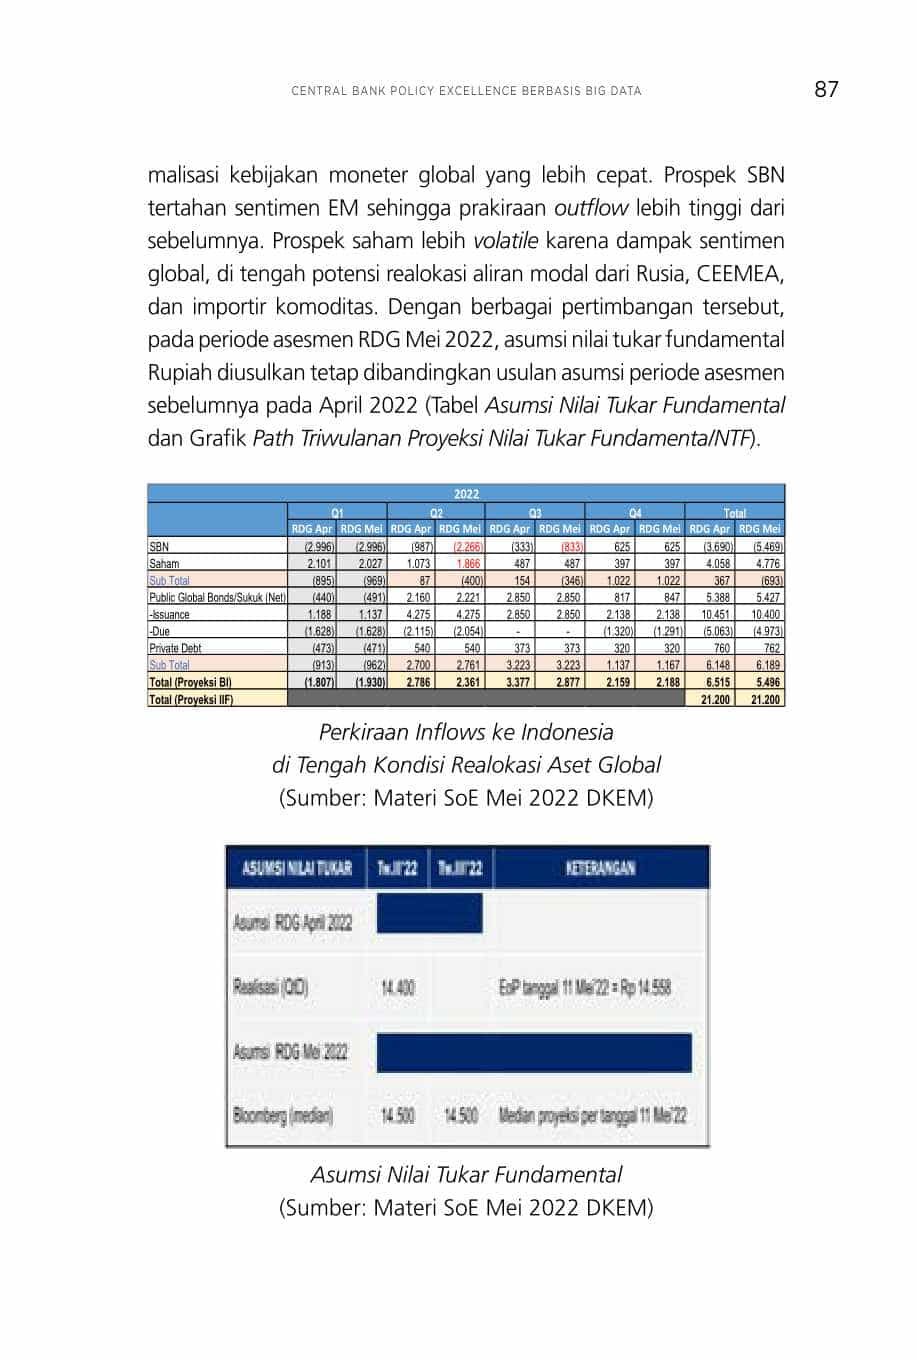 CENTRAL BANK POLICY EXCELLENCE BERBASIS BIG DATA 87
malisasi kebijakan moneter global yang lebih cepat. Prospek SBN
tertahan sentimen EM sehingga prakiraan outflow lebih tinggi dari
sebelumnya. Prospek saham lebih volatile karena dampak sentimen
global, di tengah potensi realokasi aliran modal dari Rusia, CEEMEA,
dan importir komoditas. Dengan berbagai pertimbangan tersebut,
pada periode asesmen RDG Mei 2022, asumsi nilai tukar fundamental
Rupiah diusulkan tetap dibandingkan usulan asumsi periode asesmen
sebelumnya pada April 2022 (Tabel Asumsi Nilai Tukar Fundamental
dan Grafik Path Triwulanan Proyeksi Nilai Tukar Fundamenta/NTF).
2022
Q1 Q2 Q3 Q4 Total
RDG Apr RDG Mei RDG Apr RDG Mei RDG Apr RDG Mei RDG Apr RDG Mei RDG Apr RDG Mei
SBN (2.996) (2.996) (987) (2.266) (333) (833) 625 625 (3.690) (5.469)
Saham 2.101 2.027 1.073 1.866 487 487 397 397 4.058 4.776
Sub Total (895) (969) 87 (400) 154 (346) 1.022 1.022 367 (693)
Public Global Bonds/Sukuk (Net) (440) (491) 2.160 2.221 2.850 2.850 817 847 5.388 5.427
-Issuance 1.188 1.137 4.275 4.275 2.850 2.850 2.138 2.138 10.451 10.400
-Due (1.628) (1.628) (2.115) (2.054) - - (1.320) (1.291) (5.063) (4.973)
Private Debt (473) (471) 540 540 373 373 320 320 760 762
Sub Total (913) (962) 2.700 2.761 3.223 3.223 1.137 1.167 6.148 6.189
Total (Proyeksi BI) (1.807) (1.930) 2.786 2.361 3.377 2.877 2.159 2.188 6.515 5.496
Total (Proyeksi IIF) 21.200 21.200
Perkiraan Inflows ke Indonesia
di Tengah Kondisi Realokasi Aset Global
(Sumber: Materi SoE Mei 2022 DKEM)
ASUMSI NILAI TUKAR Tw.II'22 Tw.III'22 KETERANGAN
Asumsi RDG April 2022
Realisasi (QtD) 14.400 EoP tanggal 11 Mei'22 = Rp 14.558
Asumsi RDG Mei 2022
Bloomberg (median) 14.500 14.500 Median proyeksi per tanggal 11 Mei'22
Asumsi Nilai Tukar Fundamental
(Sumber: Materi SoE Mei 2022 DKEM)